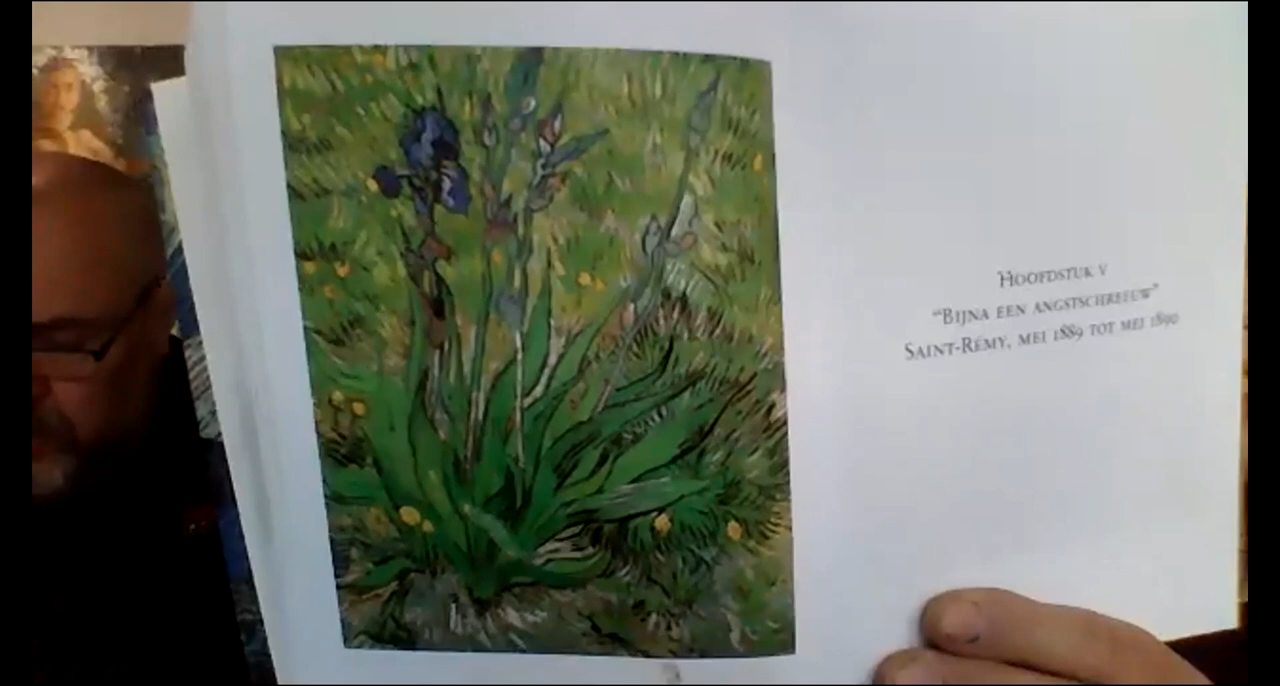 HOOFDSTUK V
"BIJNA EEN ANGSTSCHREEUW"
SAINT-RÉMY, MEI 1889 TOT MEI 1890